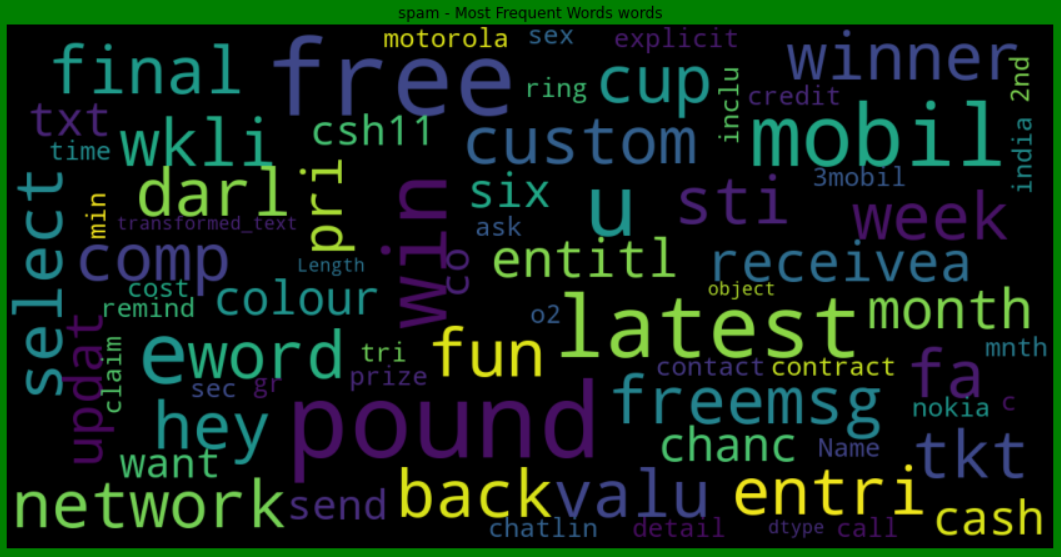 spam - Most Frequent Words words
motorola
sex
explicit
winner
final
free
ring
cup
inclu
credit
2nd
txt
time
wkli
csh11
custom
mobil
india
select
min
darl
pri
win
co
six
ask
u
sti
3mobil
week
transformed_text
comp
Length
entitl
receivea
cost
remind
colour
o2
latest
object
month
updat
claim
e
word
tri
fun
mnth
sec
gr
prize
contact
contract
fa
nokia
c
hey
pound
freemsg
want
chanc
Name
tkt
network
send
back
valu
entri
cash
chatlin
detail
dtype
call